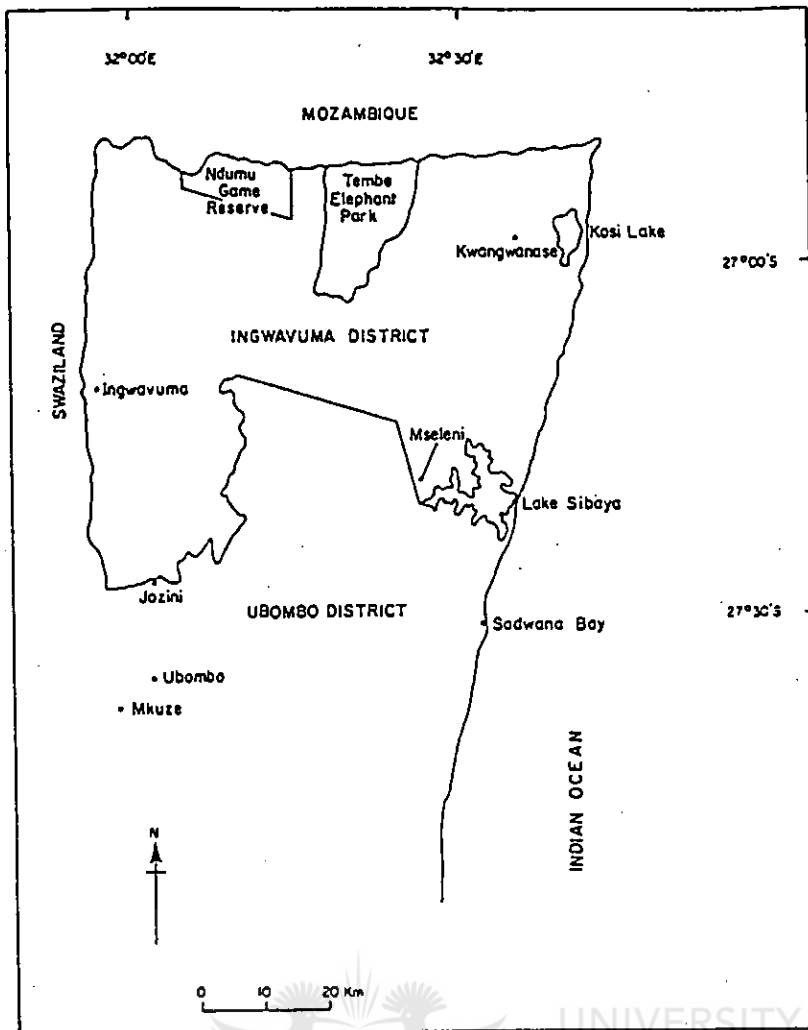 32°00'E
32°30'E
MOZAMBIQUE
Ndumu
Game
Reserve
Tembe
Elephant
Park
Kwangwanase
Kosi Lake
27°00'S
SWAZILAND
INGWAVUMA DISTRICT
Ingwavuma
Mseleni
Lake Sibaya
Jozini
UBOMBO DISTRICT
27°30'S
Sadwana Bay
Ubombo
Mkuze
INDIAN OCEAN
N
0 10 20 Km
UNIVERSITY